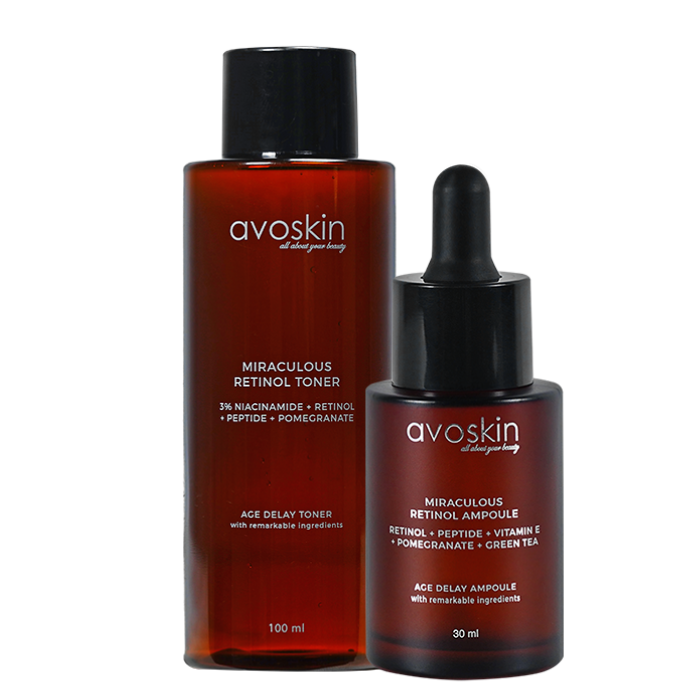 avoskin
all about your beauty
MIRACULOUS
RETINOL TONER
3% NIACINAMIDE + RETINOL
+ PEPTIDE + POMEGRANATE
AGE DELAY TONER
with remarkable ingredients
100 ml
avoskin
all about your beauty
MIRACULOUS
RETINOL AMPOULE
RETINOL + PEPTIDE + VITAMIN E
+ POMEGRANATE + GREEN TEA
AGE DELAY AMPOULE
with remarkable ingredients
30 ml